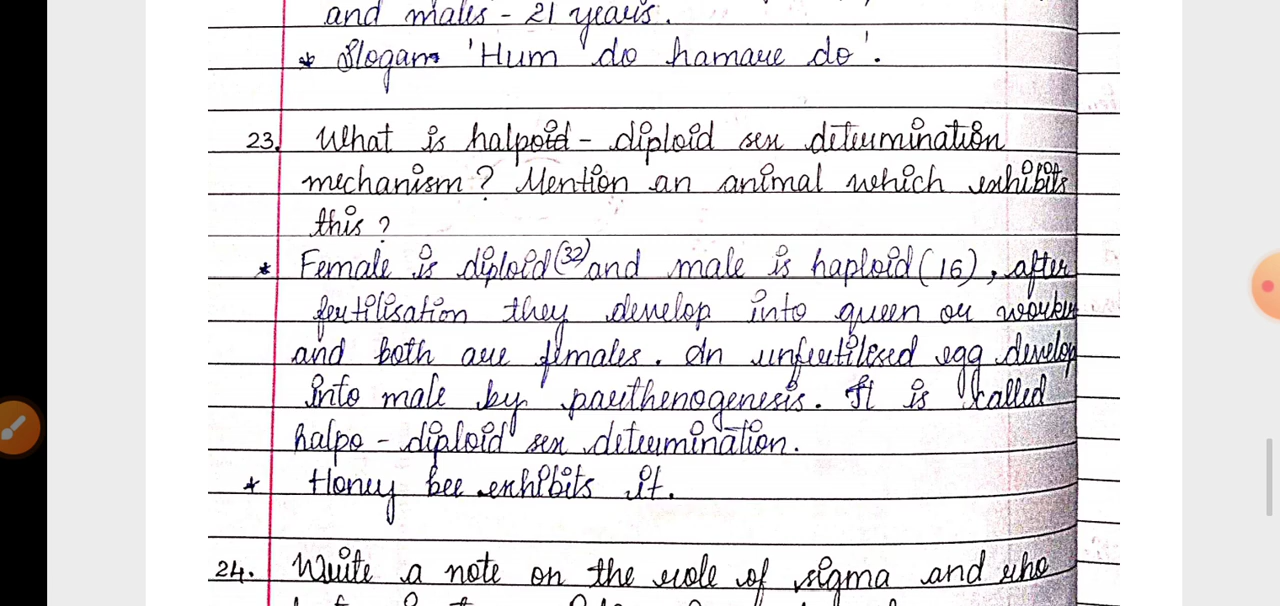 and males - 21 years.
* Slogan 'Hum do hamare do'.
23. What is halpoid - diploid sex determination
mechanism? Mention an animal which exhibits
this?
* Female is diploid (32) and male is haploid (16), after
fertilisation they develop into queen or worker
and both are females. An unfertilesed egg develop
into male by parthenogenesis. It is called
halpo - diploid sex determination.
* Honey bee exhibits it.
24. Write a note on the role of sigma and rho